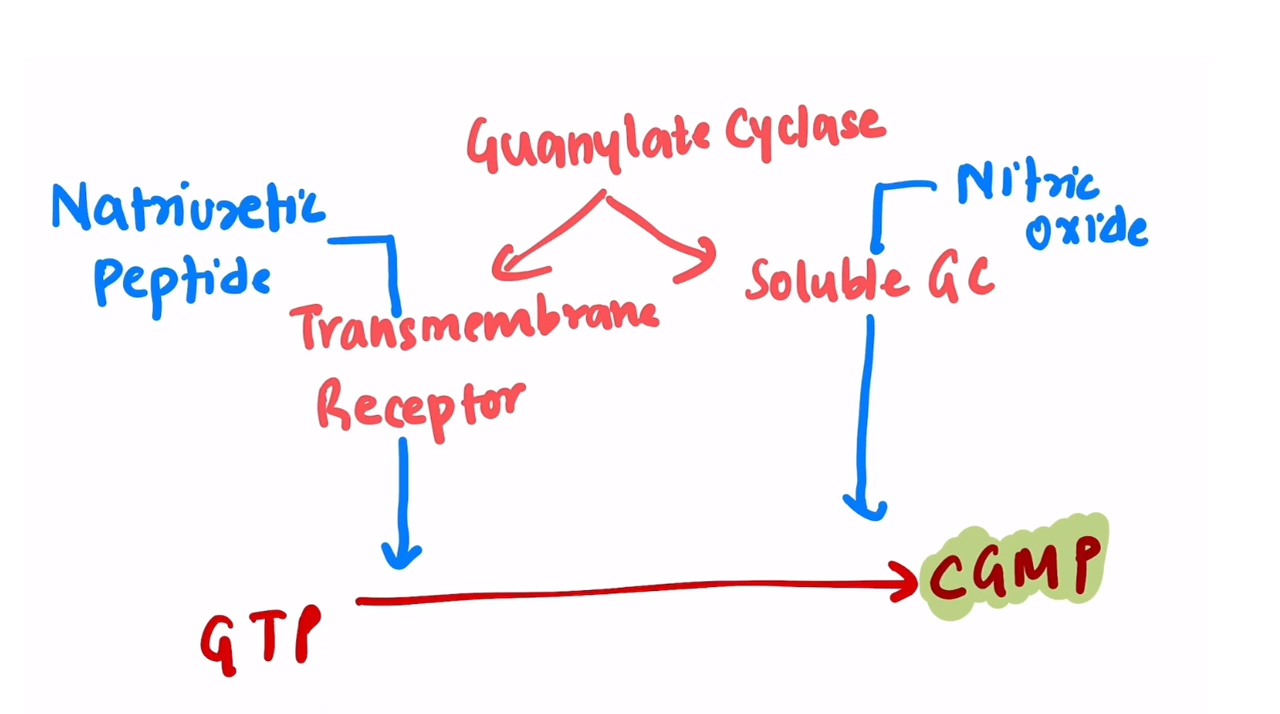 Guanylate Cyclase
Natriuretic
Peptide
Nitric
oxide
Transmembrane
Receptor
Soluble GC
GTP
CGMP